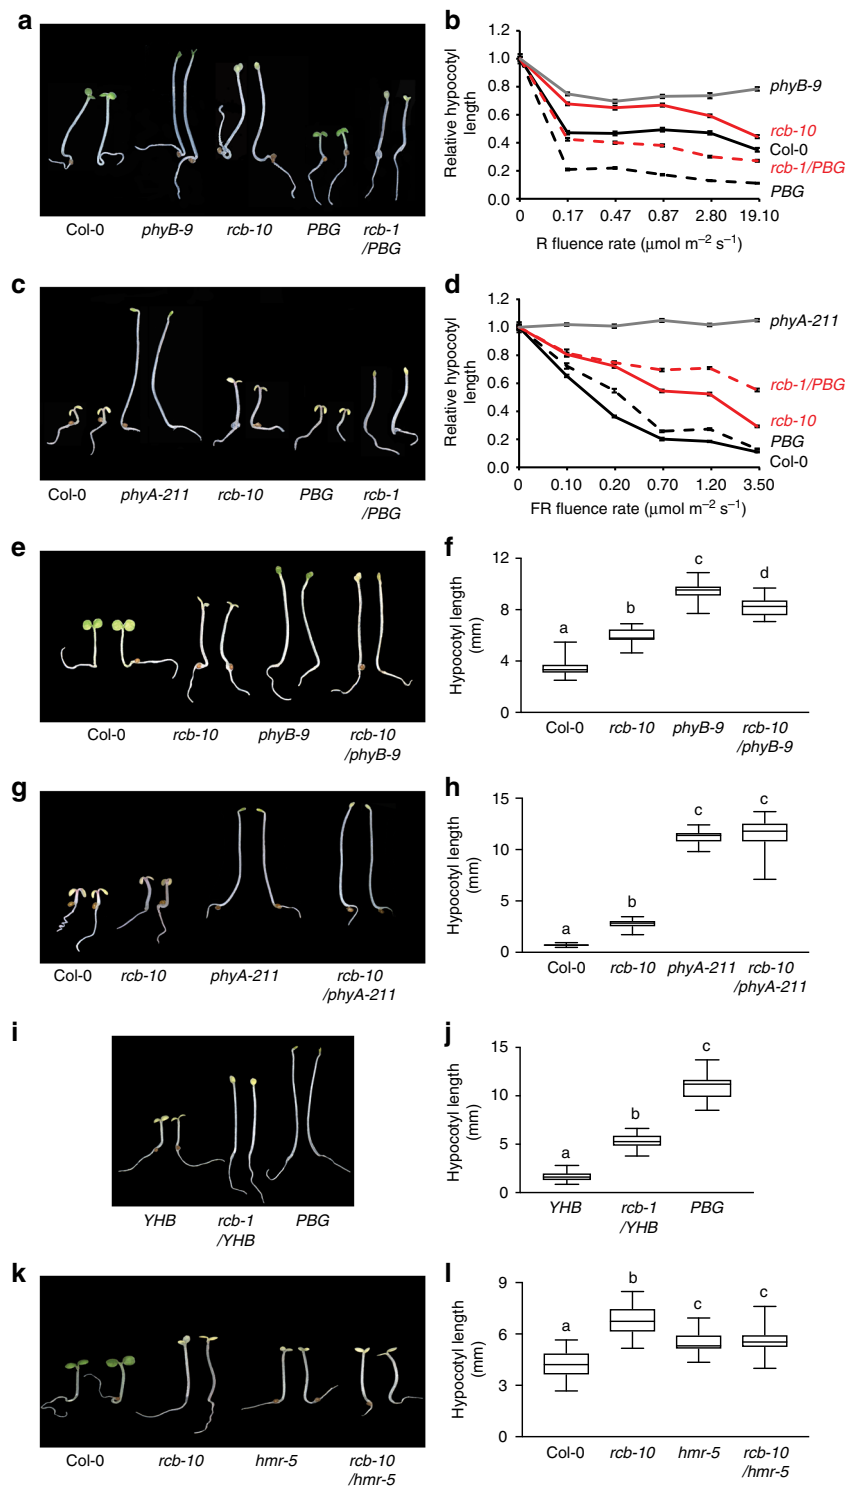 a
Col-0 phyB-9 rcb-10 PBG rcb-1
/PBG
b
Relative hypocotyl
length
1.2
1.0
0.8
0.6
0.4
0.2
0.0
0 0.17 0.47 0.87 2.80 19.10
R fluence rate (μmol m−2 s−1)
phyB-9
rcb-10
Col-0
rcb-1/PBG
PBG
c
Col-0 phyA-211 rcb-10 PBG rcb-1
/PBG
d
Relative hypocotyl
length
1.2
1.0
0.8
0.6
0.4
0.2
0.0
0 0.10 0.20 0.70 1.20 3.50
FR fluence rate (μmol m−2 s−1)
phyA-211
rcb-1/PBG
rcb-10
PBG
Col-0
e
Col-0 rcb-10 phyB-9 rcb-10
/phyB-9
f
Hypocotyl length
(mm)
12
8
4
0
a b c d
Col-0 rcb-10 phyB-9 rcb-10
/phyB-9
g
Col-0 rcb-10 phyA-211 rcb-10
/phyA-211
h
Hypocotyl length
(mm)
15
10
5
0
a b c c
Col-0 rcb-10 phyA-211 rcb-10
/phyA-211
i
YHB rcb-1 PBG
/YHB
j
Hypocotyl length
(mm)
15
10
5
0
a b c
YHB rcb-1 PBG
/YHB
k
Col-0 rcb-10 hmr-5 rcb-10
/hmr-5
l
Hypocotyl length
(mm)
9
6
3
0
a b c c
Col-0 rcb-10 hmr-5 rcb-10
/hmr-5